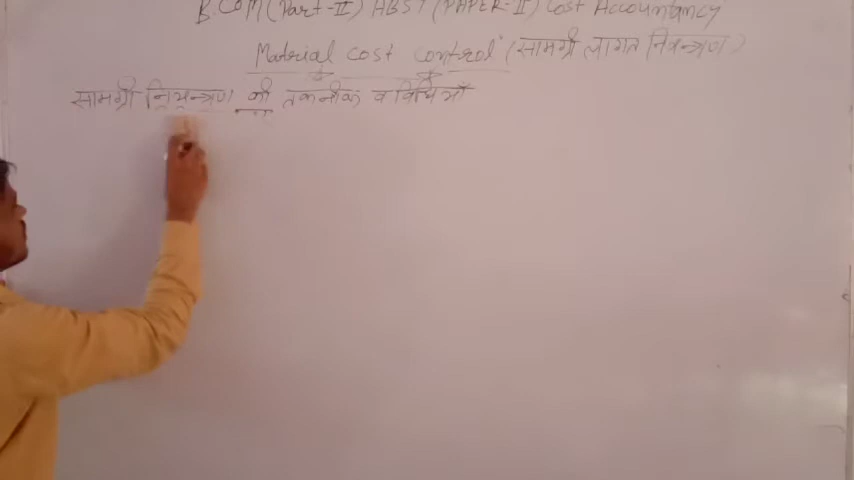 B.COM (Part-II) ABST (PAPER-II) Cost Accountancy
Material cost control (सामग्री लागत नियन्त्रण)
सामग्री नियन्त्रण की तकनीक व विधियाँ